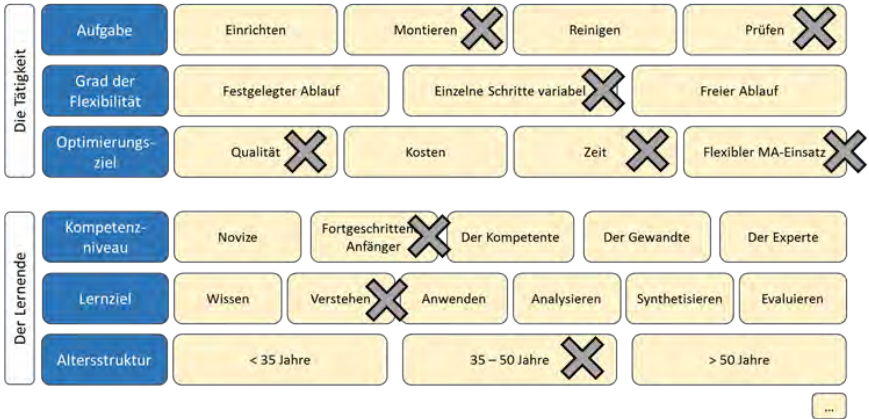 Die Tätigkeit
Aufgabe
Einrichten
Montieren
Reinigen
Prüfen
Grad der
Flexibilität
Festgelegter Ablauf
Einzelne Schritte variabel
Freier Ablauf
Optimierungs-
ziel
Qualität
Kosten
Zeit
Flexibler MA-Einsatz
Der Lernende
Kompetenz-
niveau
Novize
Fortgeschritten
Anfänger
Der Kompetente
Der Gewandte
Der Experte
Lernziel
Wissen
Verstehen
Anwenden
Analysieren
Synthetisieren
Evaluieren
Altersstruktur
< 35 Jahre
35 – 50 Jahre
> 50 Jahre
...